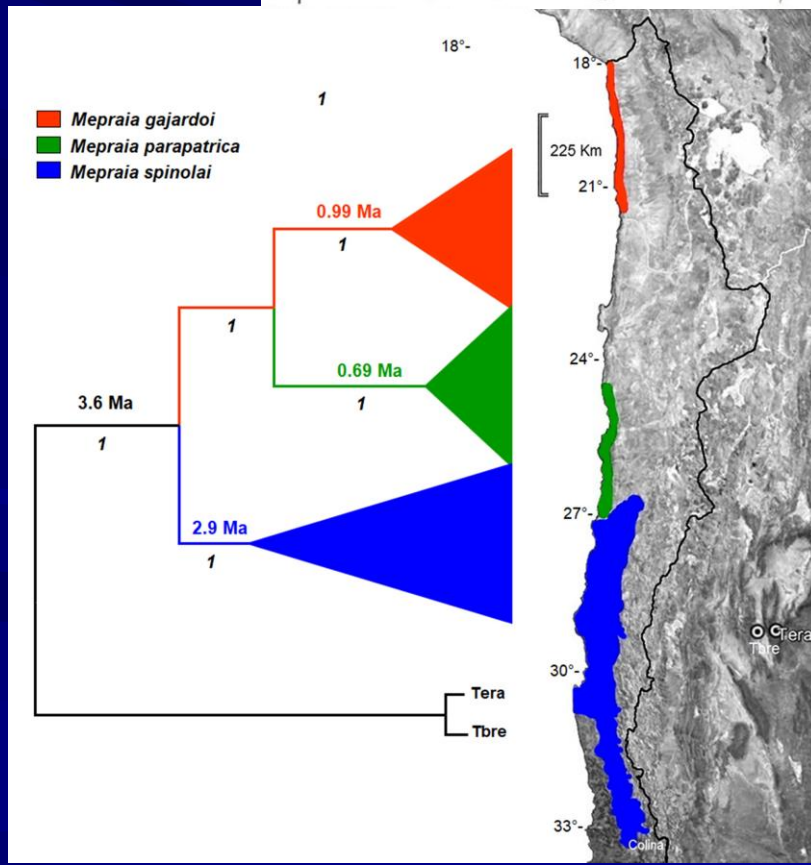 18°-
1
Mepraia gajardoi
Mepraia parapatrica
Mepraia spinolai
0.99 Ma
1
1
0.69 Ma
1
3.6 Ma
1
2.9 Ma
1
Tera
Tbre
18°-
225 Km
21°-
24°-
27°-
Tera
Tbre
30°-
33°-
Colina